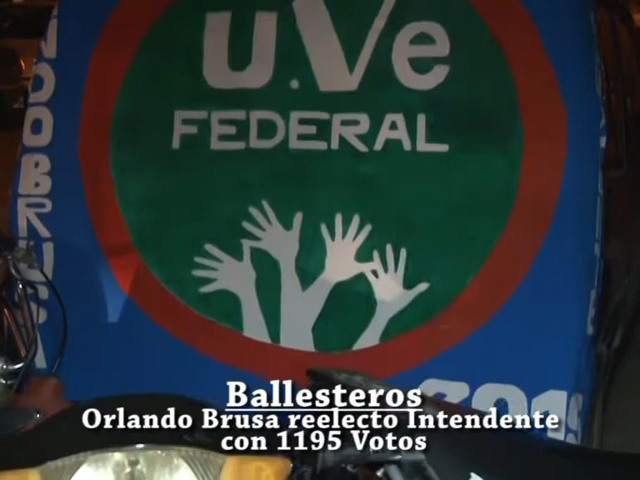 U.Ve
FEDERAL
BRUSA
Ballesteros
Orlando Brusa reelecto Intendente
con 1195 Votos